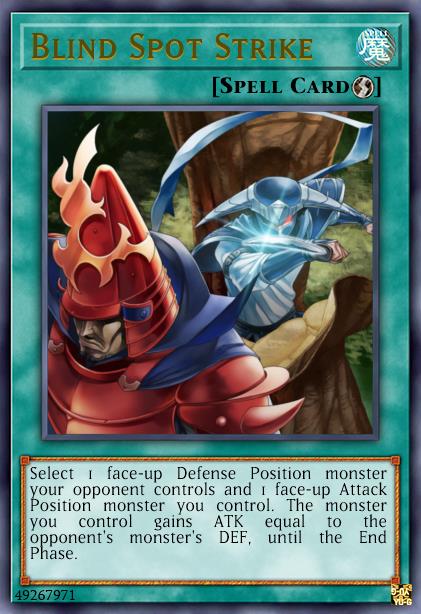 Blind Spot Strike
SPELL
魔
[Spell Card]
Select 1 face-up Defense Position monster
your opponent controls and 1 face-up Attack
Position monster you control. The monster
you control gains ATK equal to the
opponent's monster's DEF, until the End
Phase.
49267971